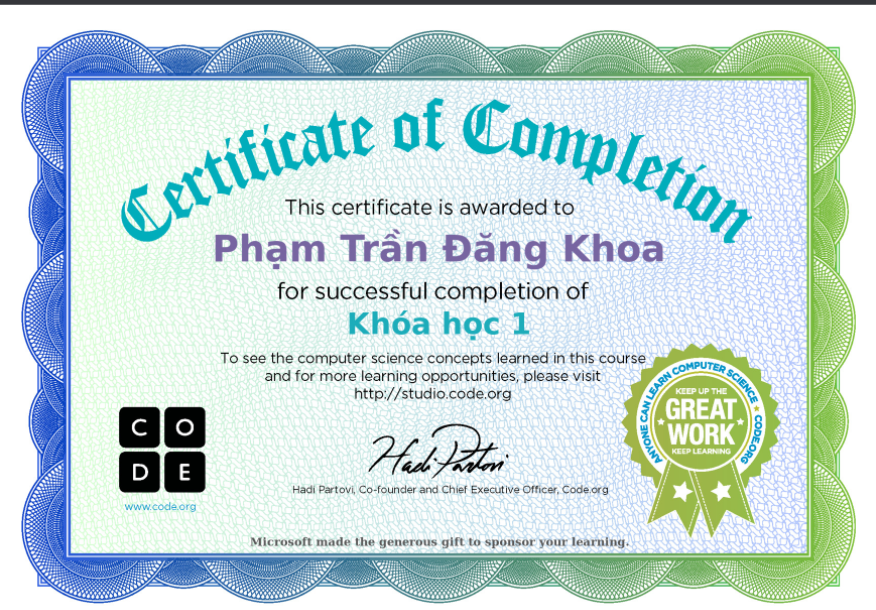 Certificate of Completion
This certificate is awarded to
Phạm Trần Đăng Khoa
for successful completion of
Khóa học 1
To see the computer science concepts learned in this course
and for more learning opportunities, please visit
http://studio.code.org
ANYONE CAN LEARN COMPUTER SCIENCE • CODE.ORG
KEEP UP THE
GREAT
WORK
KEEP LEARNING
C O
D E
www.code.org
Hadi Partovi
Hadi Partovi, Co-founder and Chief Executive Officer, Code.org
Microsoft made the generous gift to sponsor your learning.